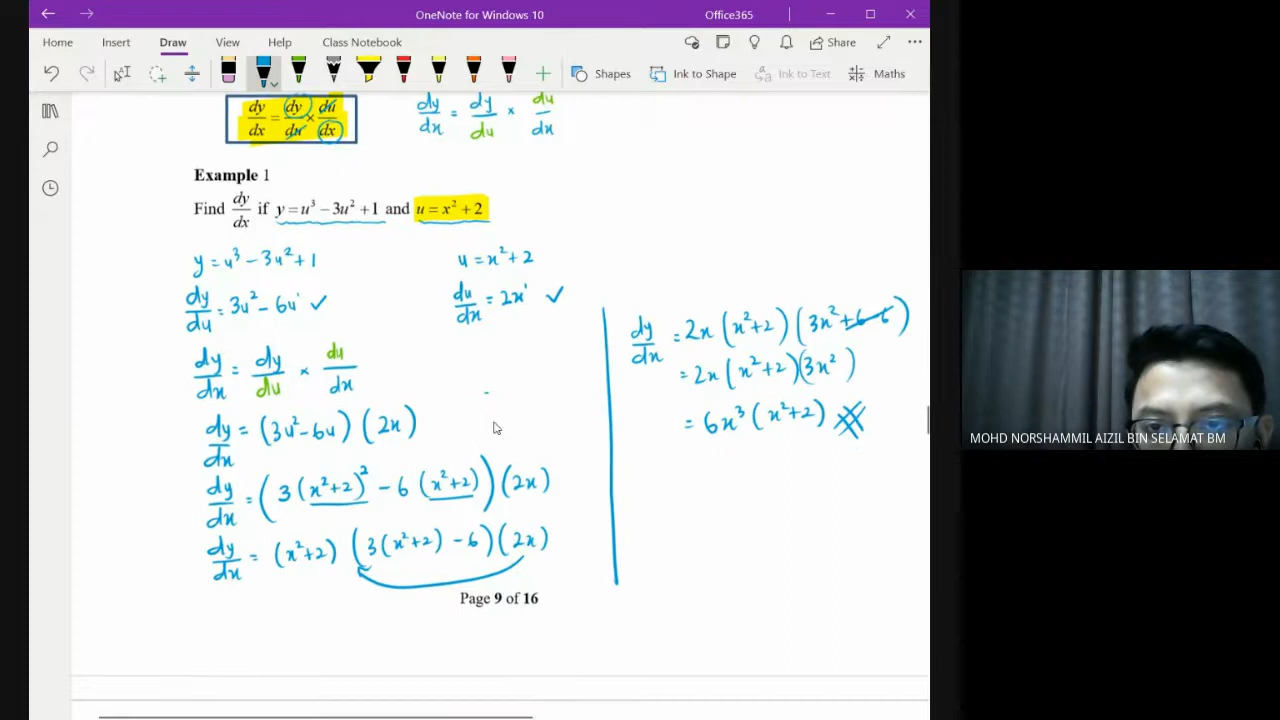 OneNote for Windows 10
Office365
Home Insert Draw View Help Class Notebook
Share
Shapes Ink to Shape Ink to Text Maths
dy/dx = dy/du × du/dx
dy/dx = dy/du × du/dx
Example 1
Find dy/dx if y = u³ − 3u² + 1 and u = x² + 2
y = u³ − 3u² + 1
u = x² + 2
dy/du = 3u² − 6u¹ ✓
du/dx = 2x¹ ✓
dy/dx = dy/du × du/dx
dy/dx = (3u² − 6u)(2x)
dy/dx = (3(x²+2)² − 6(x²+2))(2x)
dy/dx = (x²+2)(3(x²+2) − 6)(2x)
dy/dx = 2x(x²+2)(3x²+6−6)
= 2x(x²+2)(3x²)
= 6x³(x²+2)
Page 9 of 16
MOHD NORSHAMMIL AIZIL BIN SELAMAT BM